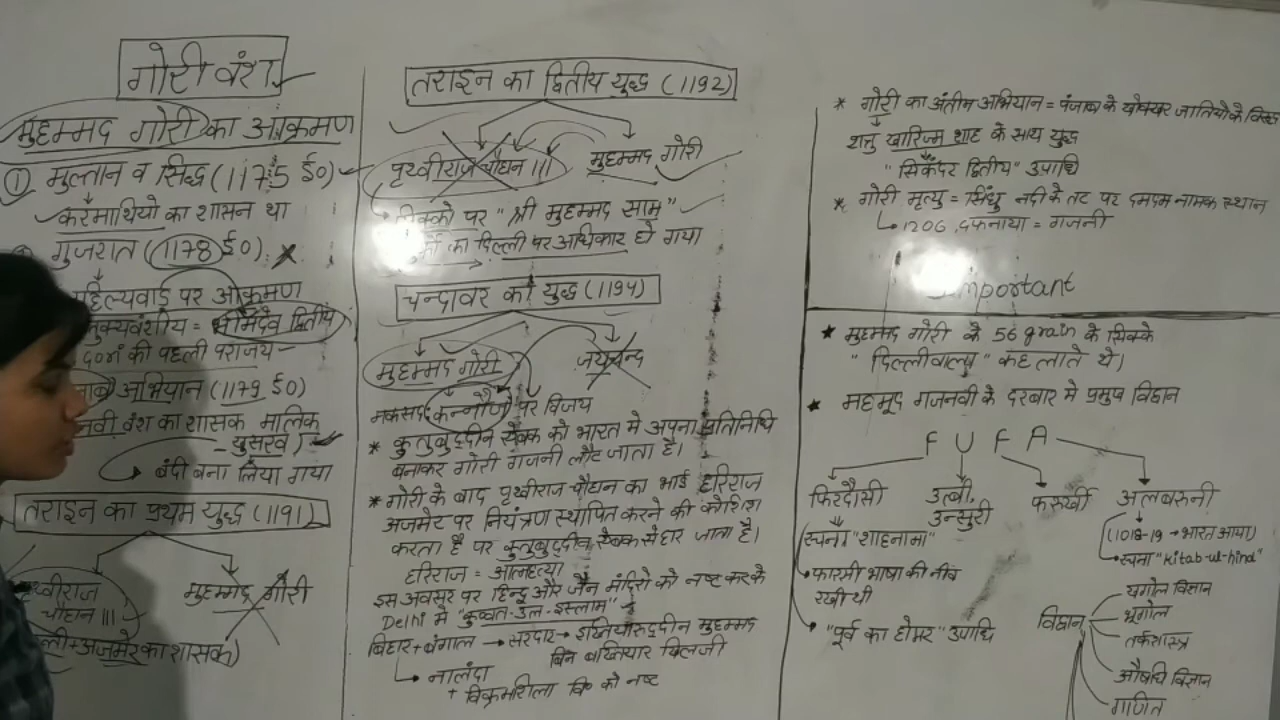 गोरी वंश
मुहम्मद गोरी का आक्रमण
① मुल्तान व सिंद्ध (1175 ई०)
करमाथियो का शासन था
गुजरात (1178 ई०)
पर आक्रमण
= भीमदेव द्वितीय
की पहली पराजय
अभियान (1179 ई०)
वंश का शासक मालिक
युसरव
बंदी बना लिया गया
तराइन का प्रथम युद्ध (1191)
चौहान III
मुहम्मद गोरी
+अजमेर का शासक)
तराइन का द्वितीय युद्ध (1192)
पृथ्वीराज चौहान III
मुहम्मद गोरी
सिक्को पर "श्री मुहम्मद साम"
का दिल्ली पर अधिकार हो गया
चन्दावर का युद्ध (1194)
मुहम्मद गोरी
जयचन्द
मकसद कन्नौज पर विजय
* कुतुबुद्दीन ऐबक को भारत मे अपना प्रतिनिधि
बनाकर गोरी गजनी लौट जाता है।
* गोरी के बाद पृथ्वीराज चौहान का भाई हरिराज
अजमेर पर नियंत्रण स्थापित करने की कोशिश
करता है पर कुतुबुद्दीन ऐबक से हार जाता है।
हरिराज = आत्महत्या
इस अवसर पर हिन्दू और जैन मंदिरो को नष्ट करके
Delhi मे "कुव्वत-उल-इस्लाम"
बिहार+बंगाल → सरदार → इख्तियारुद्दीन मुहम्मद
बिन बख्तियार खिलजी
नालंदा
+ विक्रमशिला वि० को नष्ट
* गोरी का अंतिम अभियान = पंजाब के खोक्खर जातियो के विरुद्ध
शत्रु ख्वारिज्म शाह के साथ युद्ध
"सिकंदर द्वितीय" उपाधि
* गोरी मृत्यु = सिंधु नदी के तट पर दमदम नामक स्थान
1206, दफनाया = गजनी
Important
* मुहम्मद गोरी के 56 grain के सिक्के
"दिल्लीवाल" कहलाते थे।
* महमूद गजनवी के दरबार मे प्रमुख विद्वान
F U F A
फिरदौसी
उत्बी, उन्सुरी
फरुर्खी
अलबरुनी
रचना "शाहनामा"
(1018-19 → भारत आया)
रचना "Kitab-ul-hind"
फारसी भाषा की नीव
रखी थी
"पूर्व का होमर" उपाधि
विद्वान
खगोल विज्ञान
भूगोल
तर्कशास्त्र
औषधि विज्ञान
गणित